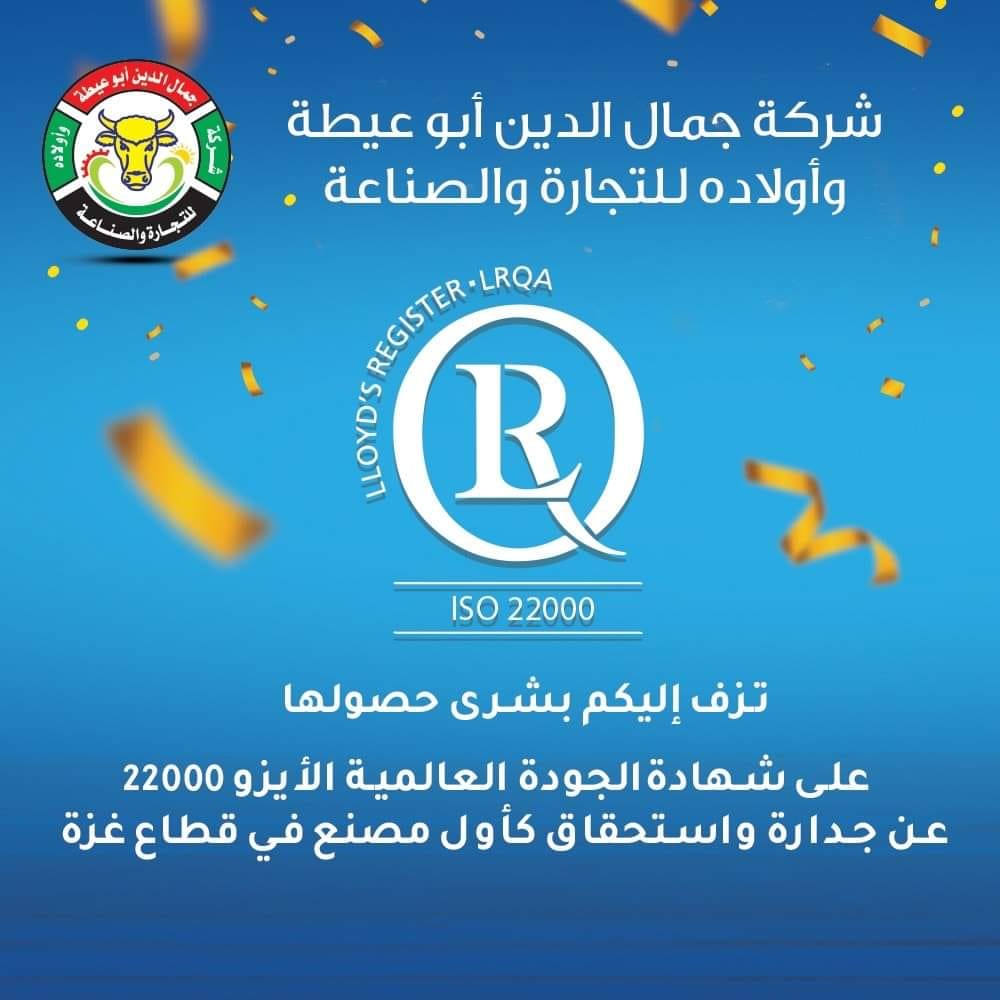 جمال الدين أبو عيطة
شركة
وأولاده
للتجارة والصناعة
شركة جمال الدين أبو عيطة
وأولاده للتجارة والصناعة
LLOYD'S REGISTER · LRQA
LRQ
ISO 22000
تزف إليكم بشرى حصولها
على شهادة الجودة العالمية الأيزو 22000
عن جدارة واستحقاق كأول مصنع في قطاع غزة